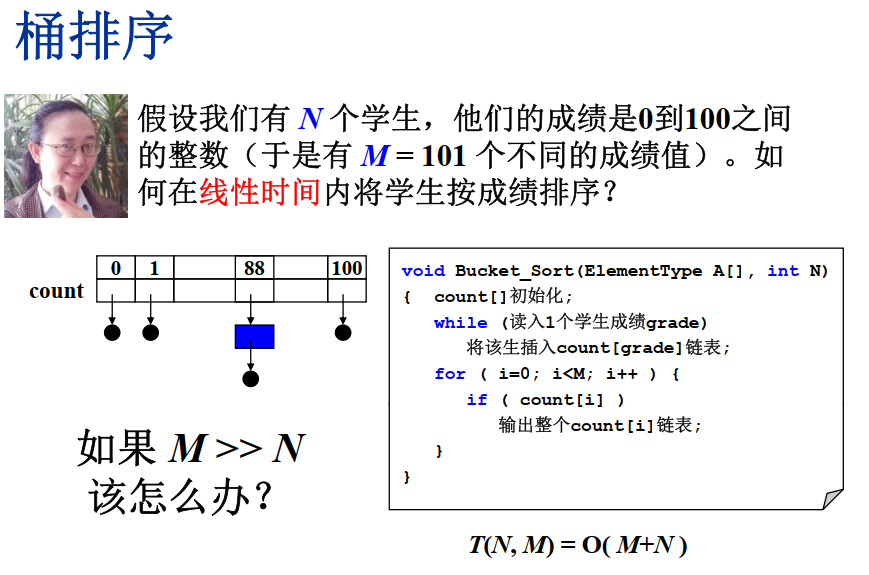 桶排序
假设我们有 N 个学生，他们的成绩是0到100之间
的整数（于是有 M = 101 个不同的成绩值）。如
何在线性时间内将学生按成绩排序？
0 1 88 100
count
void Bucket_Sort(ElementType A[], int N)
{ count[]初始化;
while (读入1个学生成绩grade)
将该生插入count[grade]链表;
for ( i=0; i<M; i++ ) {
if ( count[i] )
输出整个count[i]链表;
}
}
如果 M >> N
该怎么办？
T(N, M) = O( M+N )